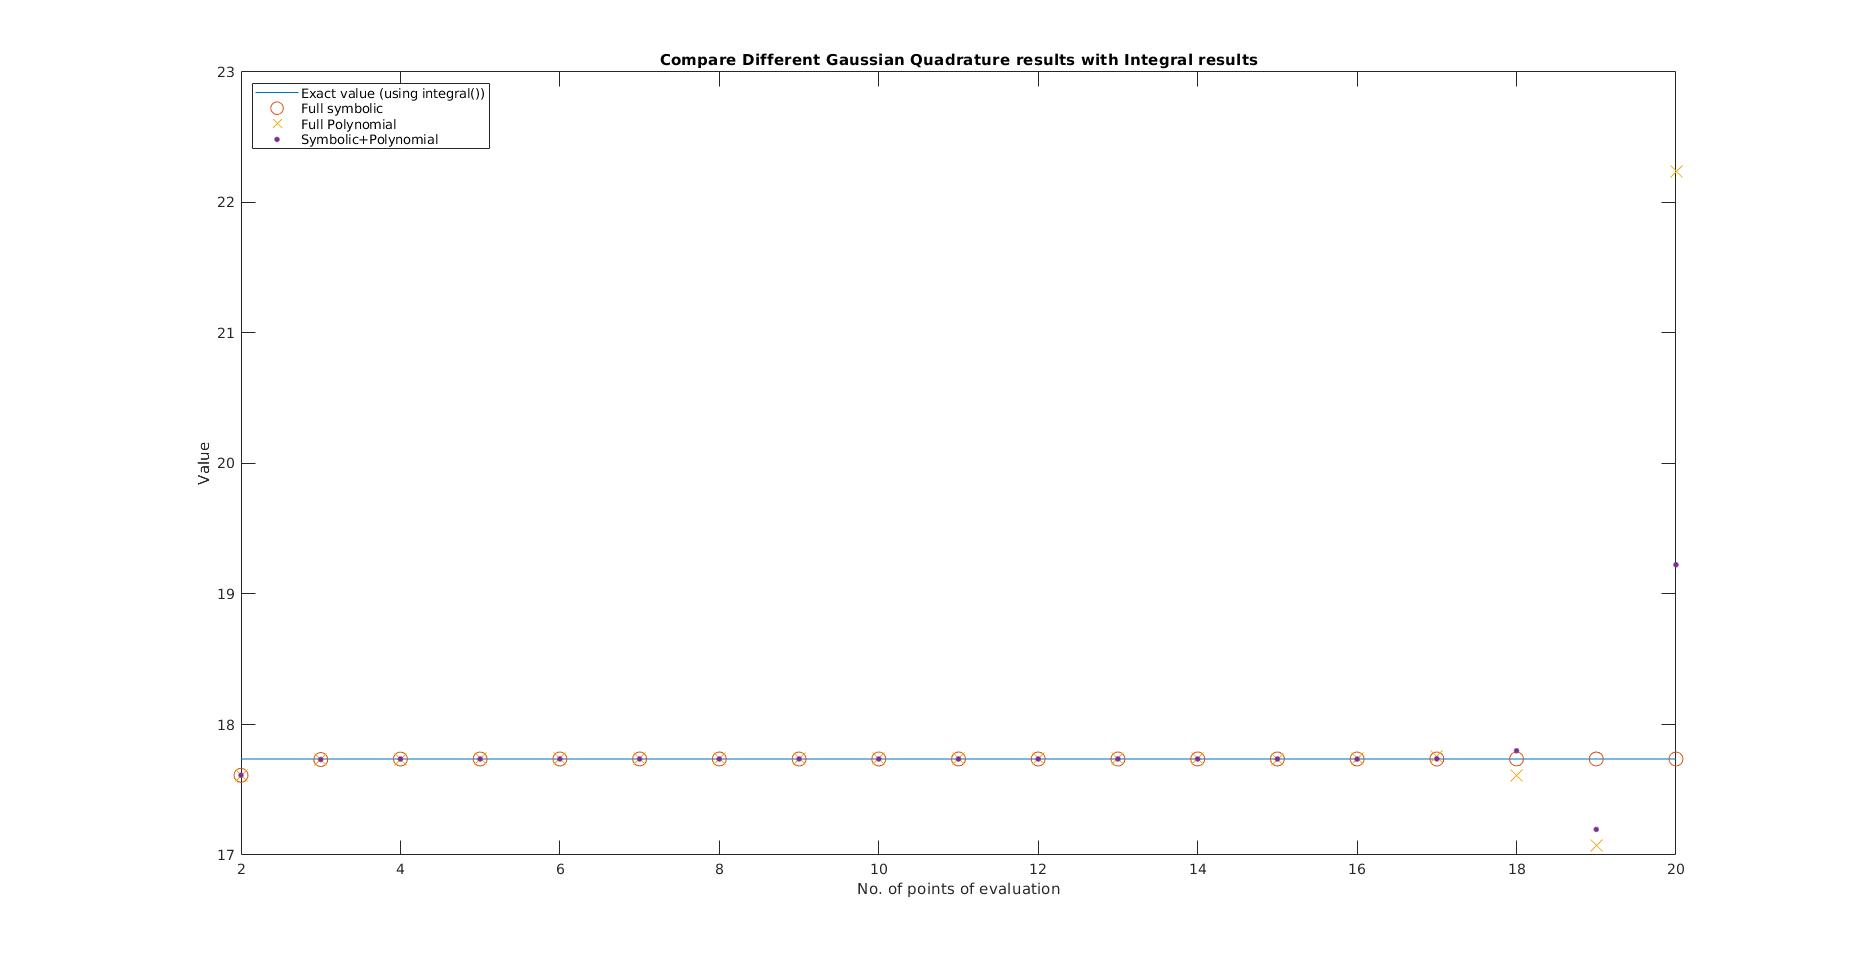 Compare Different Gaussian Quadrature results with Integral results
23
Exact value (using integral())
Full symbolic
Full Polynomial
Symbolic+Polynomial
22
21
20
19
18
17
Value
2 4 6 8 10 12 14 16 18 20
No. of points of evaluation